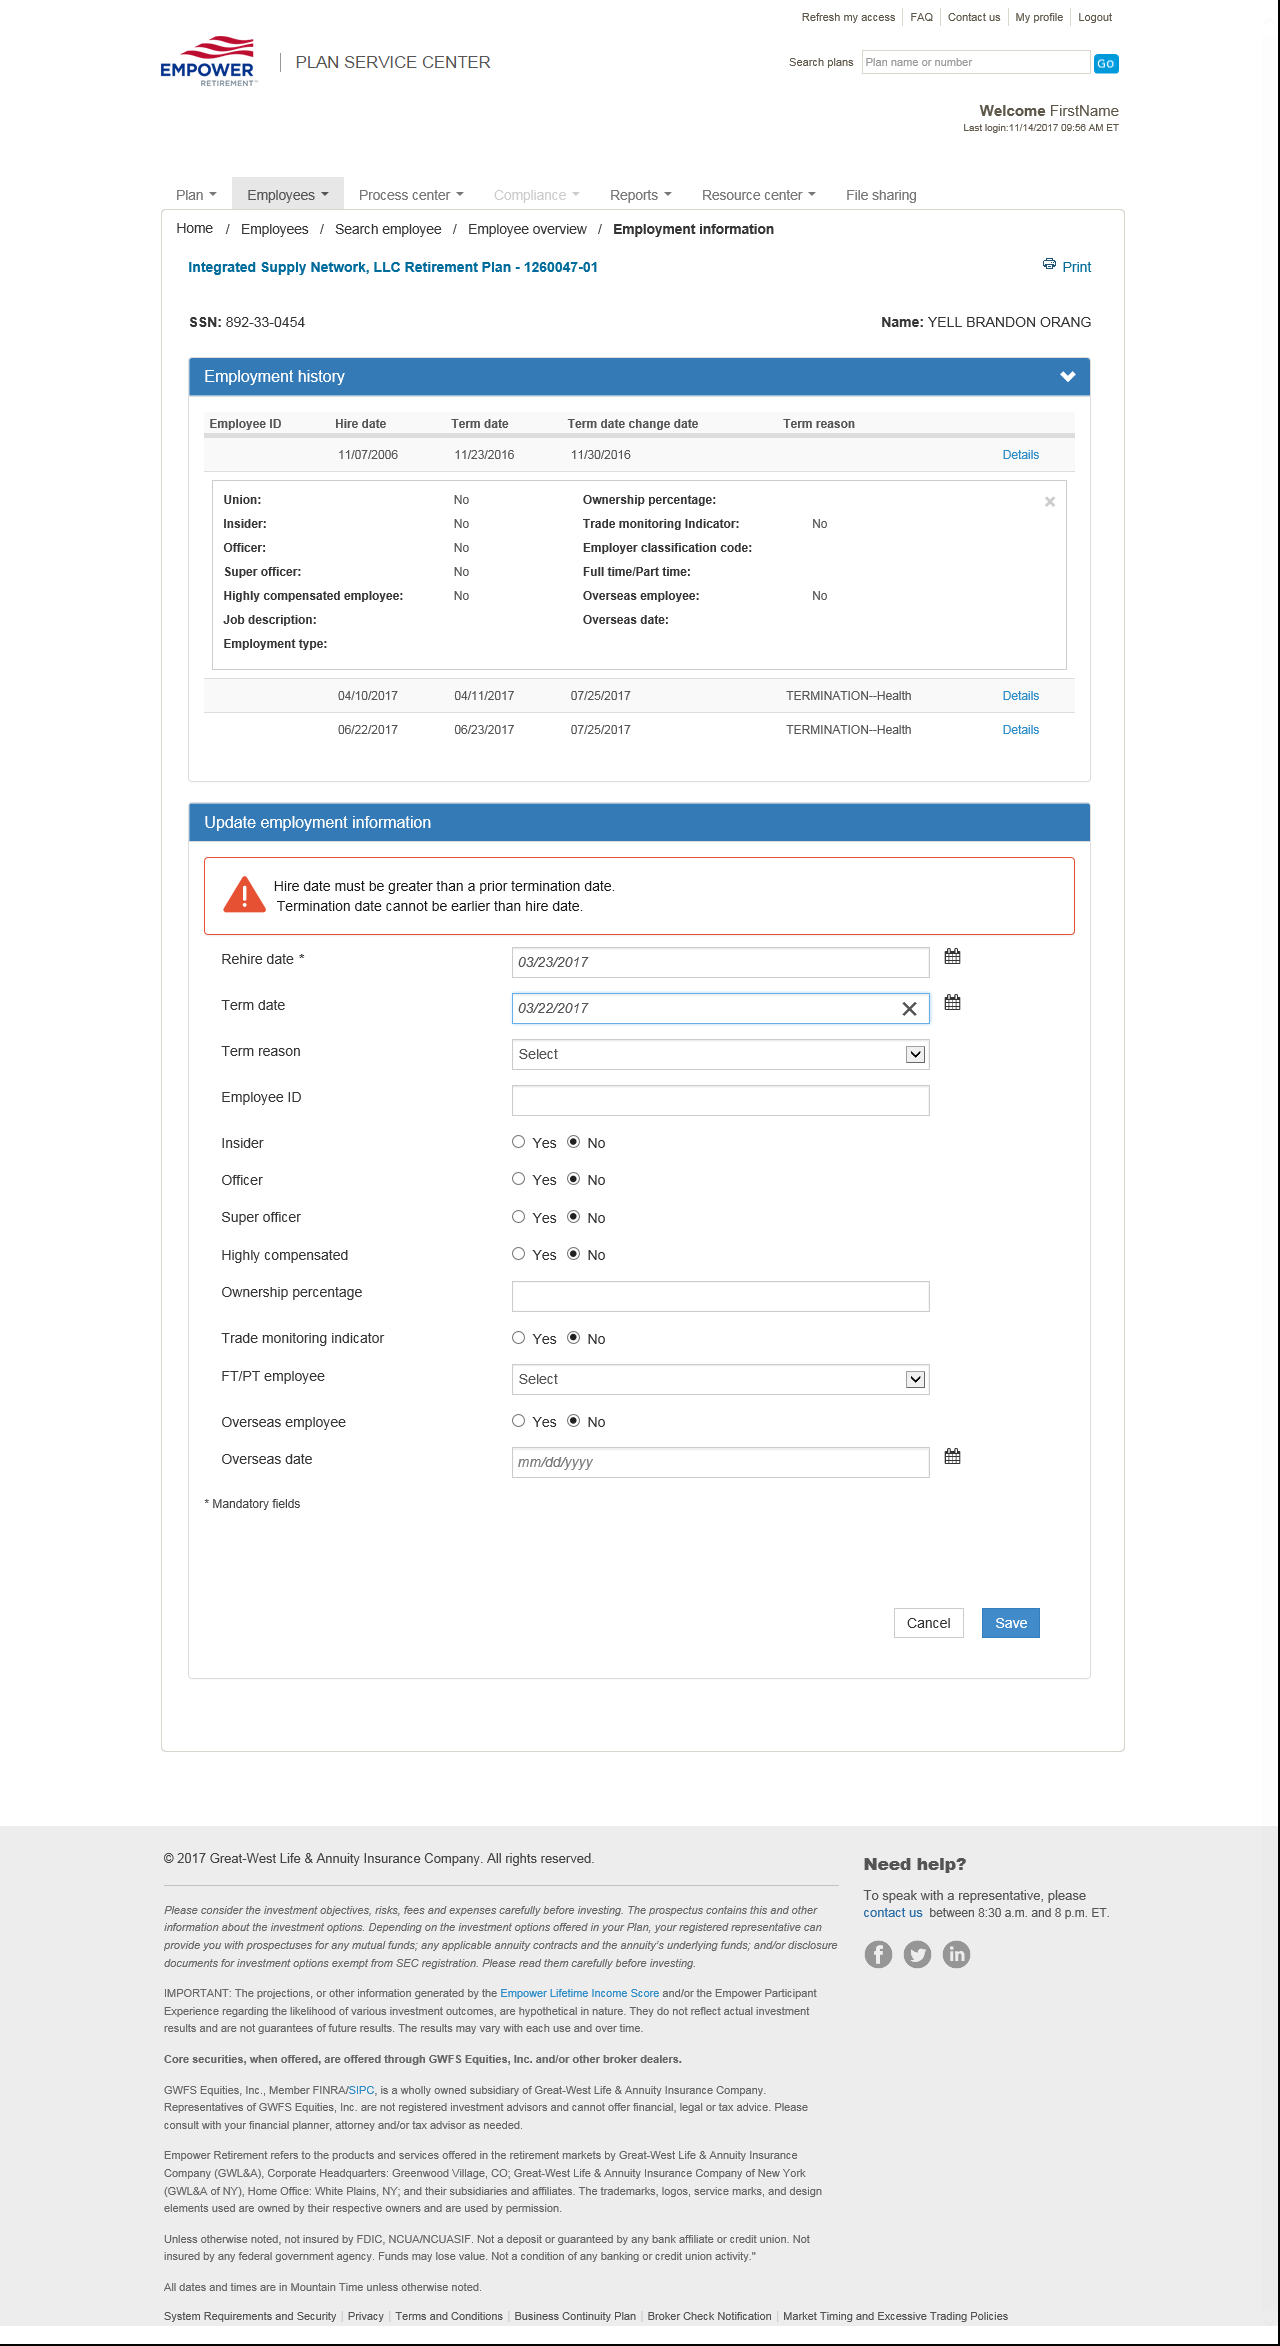 Refresh my access | FAQ | Contact us | My profile | Logout
EMPOWER RETIREMENT™ | PLAN SERVICE CENTER
Search plans Plan name or number GO
Welcome FirstName
Last login:11/14/2017 09:56 AM ET
Plan Employees Process center Compliance Reports Resource center File sharing
Home / Employees / Search employee / Employee overview / Employment information
Integrated Supply Network, LLC Retirement Plan - 1260047-01 Print
SSN: 892-33-0454 Name: YELL BRANDON ORANG
Employment history
Employee ID Hire date Term date Term date change date Term reason
11/07/2006 11/23/2016 11/30/2016 Details
Union: No Ownership percentage:
Insider: No Trade monitoring Indicator: No
Officer: No Employer classification code:
Super officer: No Full time/Part time:
Highly compensated employee: No Overseas employee: No
Job description: Overseas date:
Employment type:
04/10/2017 04/11/2017 07/25/2017 TERMINATION--Health Details
06/22/2017 06/23/2017 07/25/2017 TERMINATION--Health Details
Update employment information
Hire date must be greater than a prior termination date.
Termination date cannot be earlier than hire date.
Rehire date * 03/23/2017
Term date 03/22/2017
Term reason Select
Employee ID
Insider Yes No
Officer Yes No
Super officer Yes No
Highly compensated Yes No
Ownership percentage
Trade monitoring indicator Yes No
FT/PT employee Select
Overseas employee Yes No
Overseas date mm/dd/yyyy
* Mandatory fields
Cancel Save
© 2017 Great-West Life & Annuity Insurance Company. All rights reserved.
Please consider the investment objectives, risks, fees and expenses carefully before investing. The prospectus contains this and other
information about the investment options. Depending on the investment options offered in your Plan, your registered representative can
provide you with prospectuses for any mutual funds; any applicable annuity contracts and the annuity's underlying funds; and/or disclosure
documents for investment options exempt from SEC registration. Please read them carefully before investing.
IMPORTANT: The projections, or other information generated by the Empower Lifetime Income Score and/or the Empower Participant
Experience regarding the likelihood of various investment outcomes, are hypothetical in nature. They do not reflect actual investment
results and are not guarantees of future results. The results may vary with each use and over time.
Core securities, when offered, are offered through GWFS Equities, Inc. and/or other broker dealers.
GWFS Equities, Inc., Member FINRA/SIPC, is a wholly owned subsidiary of Great-West Life & Annuity Insurance Company.
Representatives of GWFS Equities, Inc. are not registered investment advisors and cannot offer financial, legal or tax advice. Please
consult with your financial planner, attorney and/or tax advisor as needed.
Empower Retirement refers to the products and services offered in the retirement markets by Great-West Life & Annuity Insurance
Company (GWL&A), Corporate Headquarters: Greenwood Village, CO; Great-West Life & Annuity Insurance Company of New York
(GWL&A of NY), Home Office: White Plains, NY; and their subsidiaries and affiliates. The trademarks, logos, service marks, and design
elements used are owned by their respective owners and are used by permission.
Unless otherwise noted, not insured by FDIC, NCUA/NCUASIF. Not a deposit or guaranteed by any bank affiliate or credit union. Not
insured by any federal government agency. Funds may lose value. Not a condition of any banking or credit union activity."
All dates and times are in Mountain Time unless otherwise noted.
System Requirements and Security | Privacy | Terms and Conditions | Business Continuity Plan | Broker Check Notification | Market Timing and Excessive Trading Policies
Need help?
To speak with a representative, please
contact us between 8:30 a.m. and 8 p.m. ET.
f in